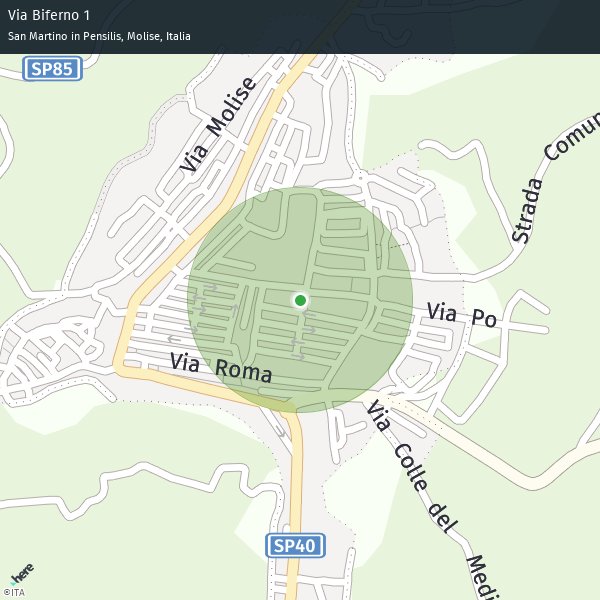 Via Biferno 1
San Martino in Pensilis, Molise, Italia
SP85
Via Molise
Strada Comun
Via Po
Via Roma
Via Colle del Medi
SP40
here
©ITA